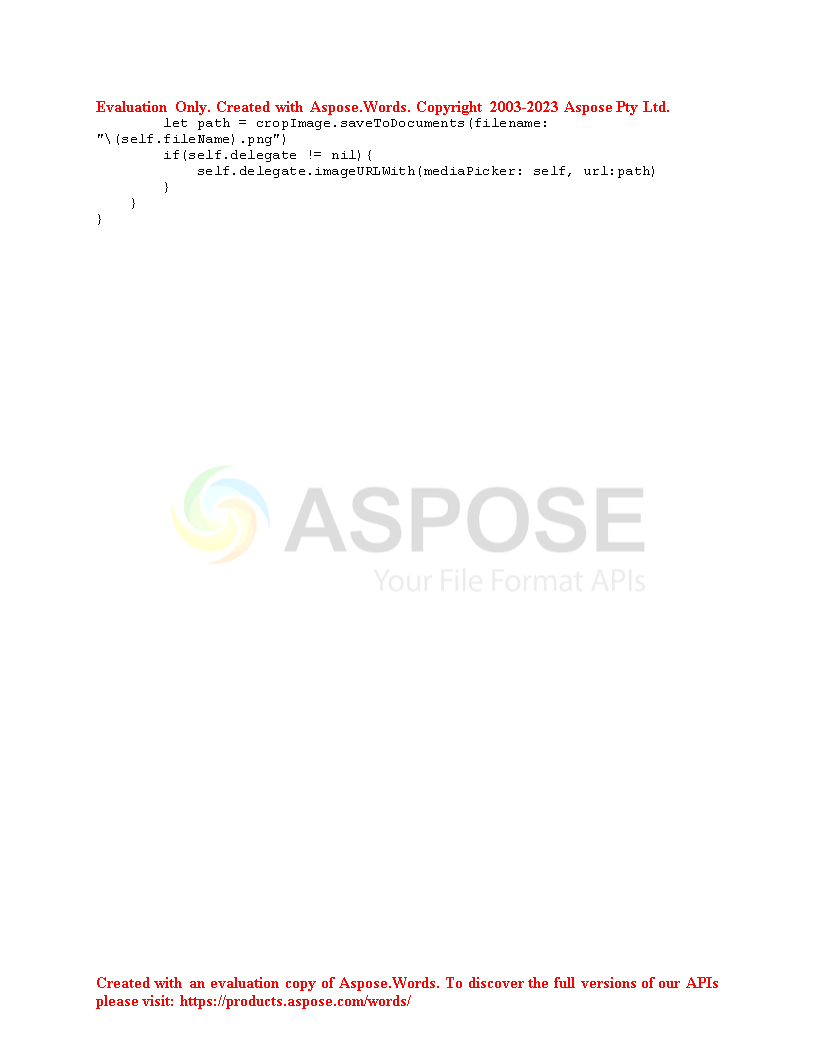 Evaluation Only. Created with Aspose.Words. Copyright 2003-2023 Aspose Pty Ltd.
        let path = cropImage.saveToDocuments(filename:
"\(self.fileName).png")
        if(self.delegate != nil){
            self.delegate.imageURLWith(mediaPicker: self, url:path)
        }
    }
}
ASPOSE
Your File Format APIs
Created with an evaluation copy of Aspose.Words. To discover the full versions of our APIs
please visit: https://products.aspose.com/words/